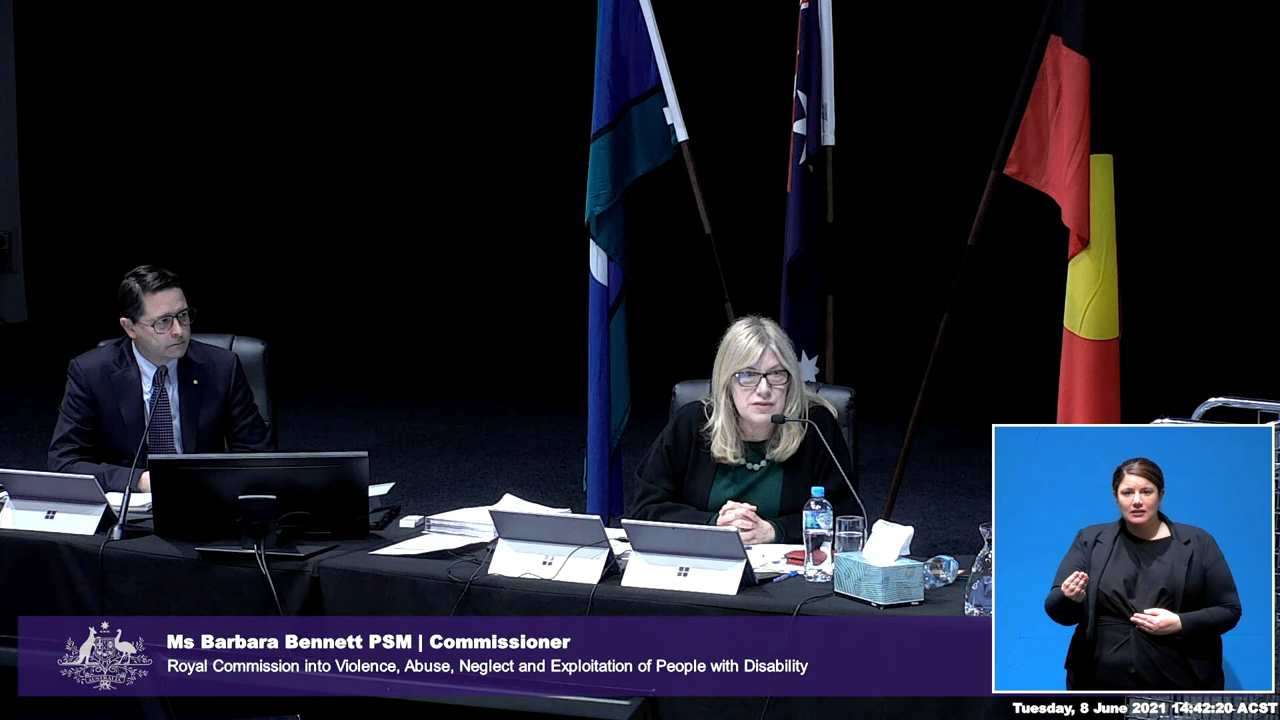 Ms Barbara Bennett PSM | Commissioner
Royal Commission into Violence, Abuse, Neglect and Exploitation of People with Disability
AUSTRALIA
Tuesday, 8 June 2021 14:42:20 ACST